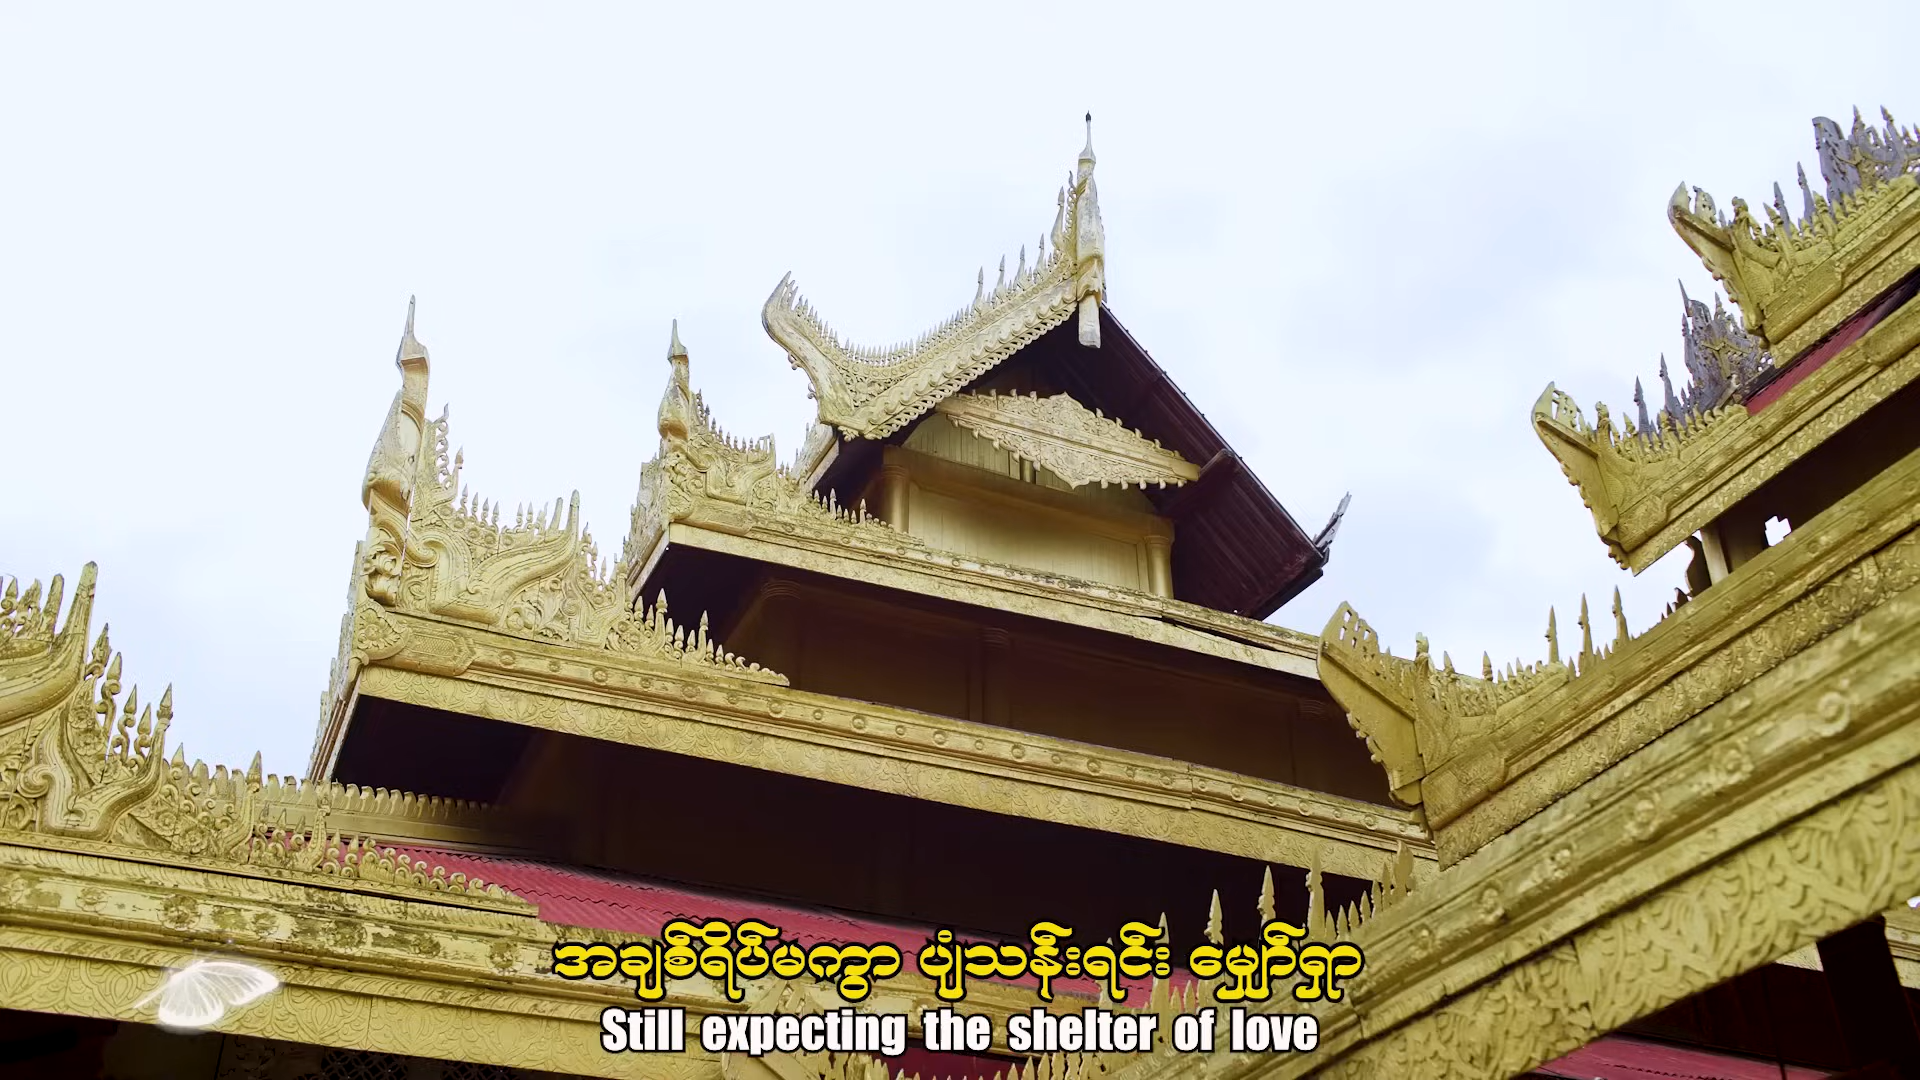 အချစ်ရိပ်မကွာ ပျံသန်းရင်း မျှော်ရှာ
Still expecting the shelter of love